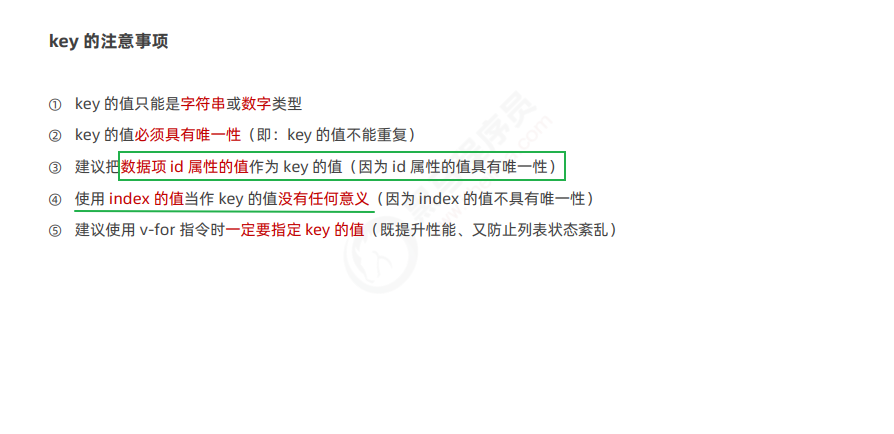 key 的注意事项
① key 的值只能是字符串或数字类型
② key 的值必须具有唯一性（即：key 的值不能重复）
③ 建议把数据项 id 属性的值作为 key 的值（因为 id 属性的值具有唯一性）
④ 使用 index 的值当作 key 的值没有任何意义（因为 index 的值不具有唯一性）
⑤ 建议使用 v-for 指令时一定要指定 key 的值（既提升性能、又防止列表状态紊乱）